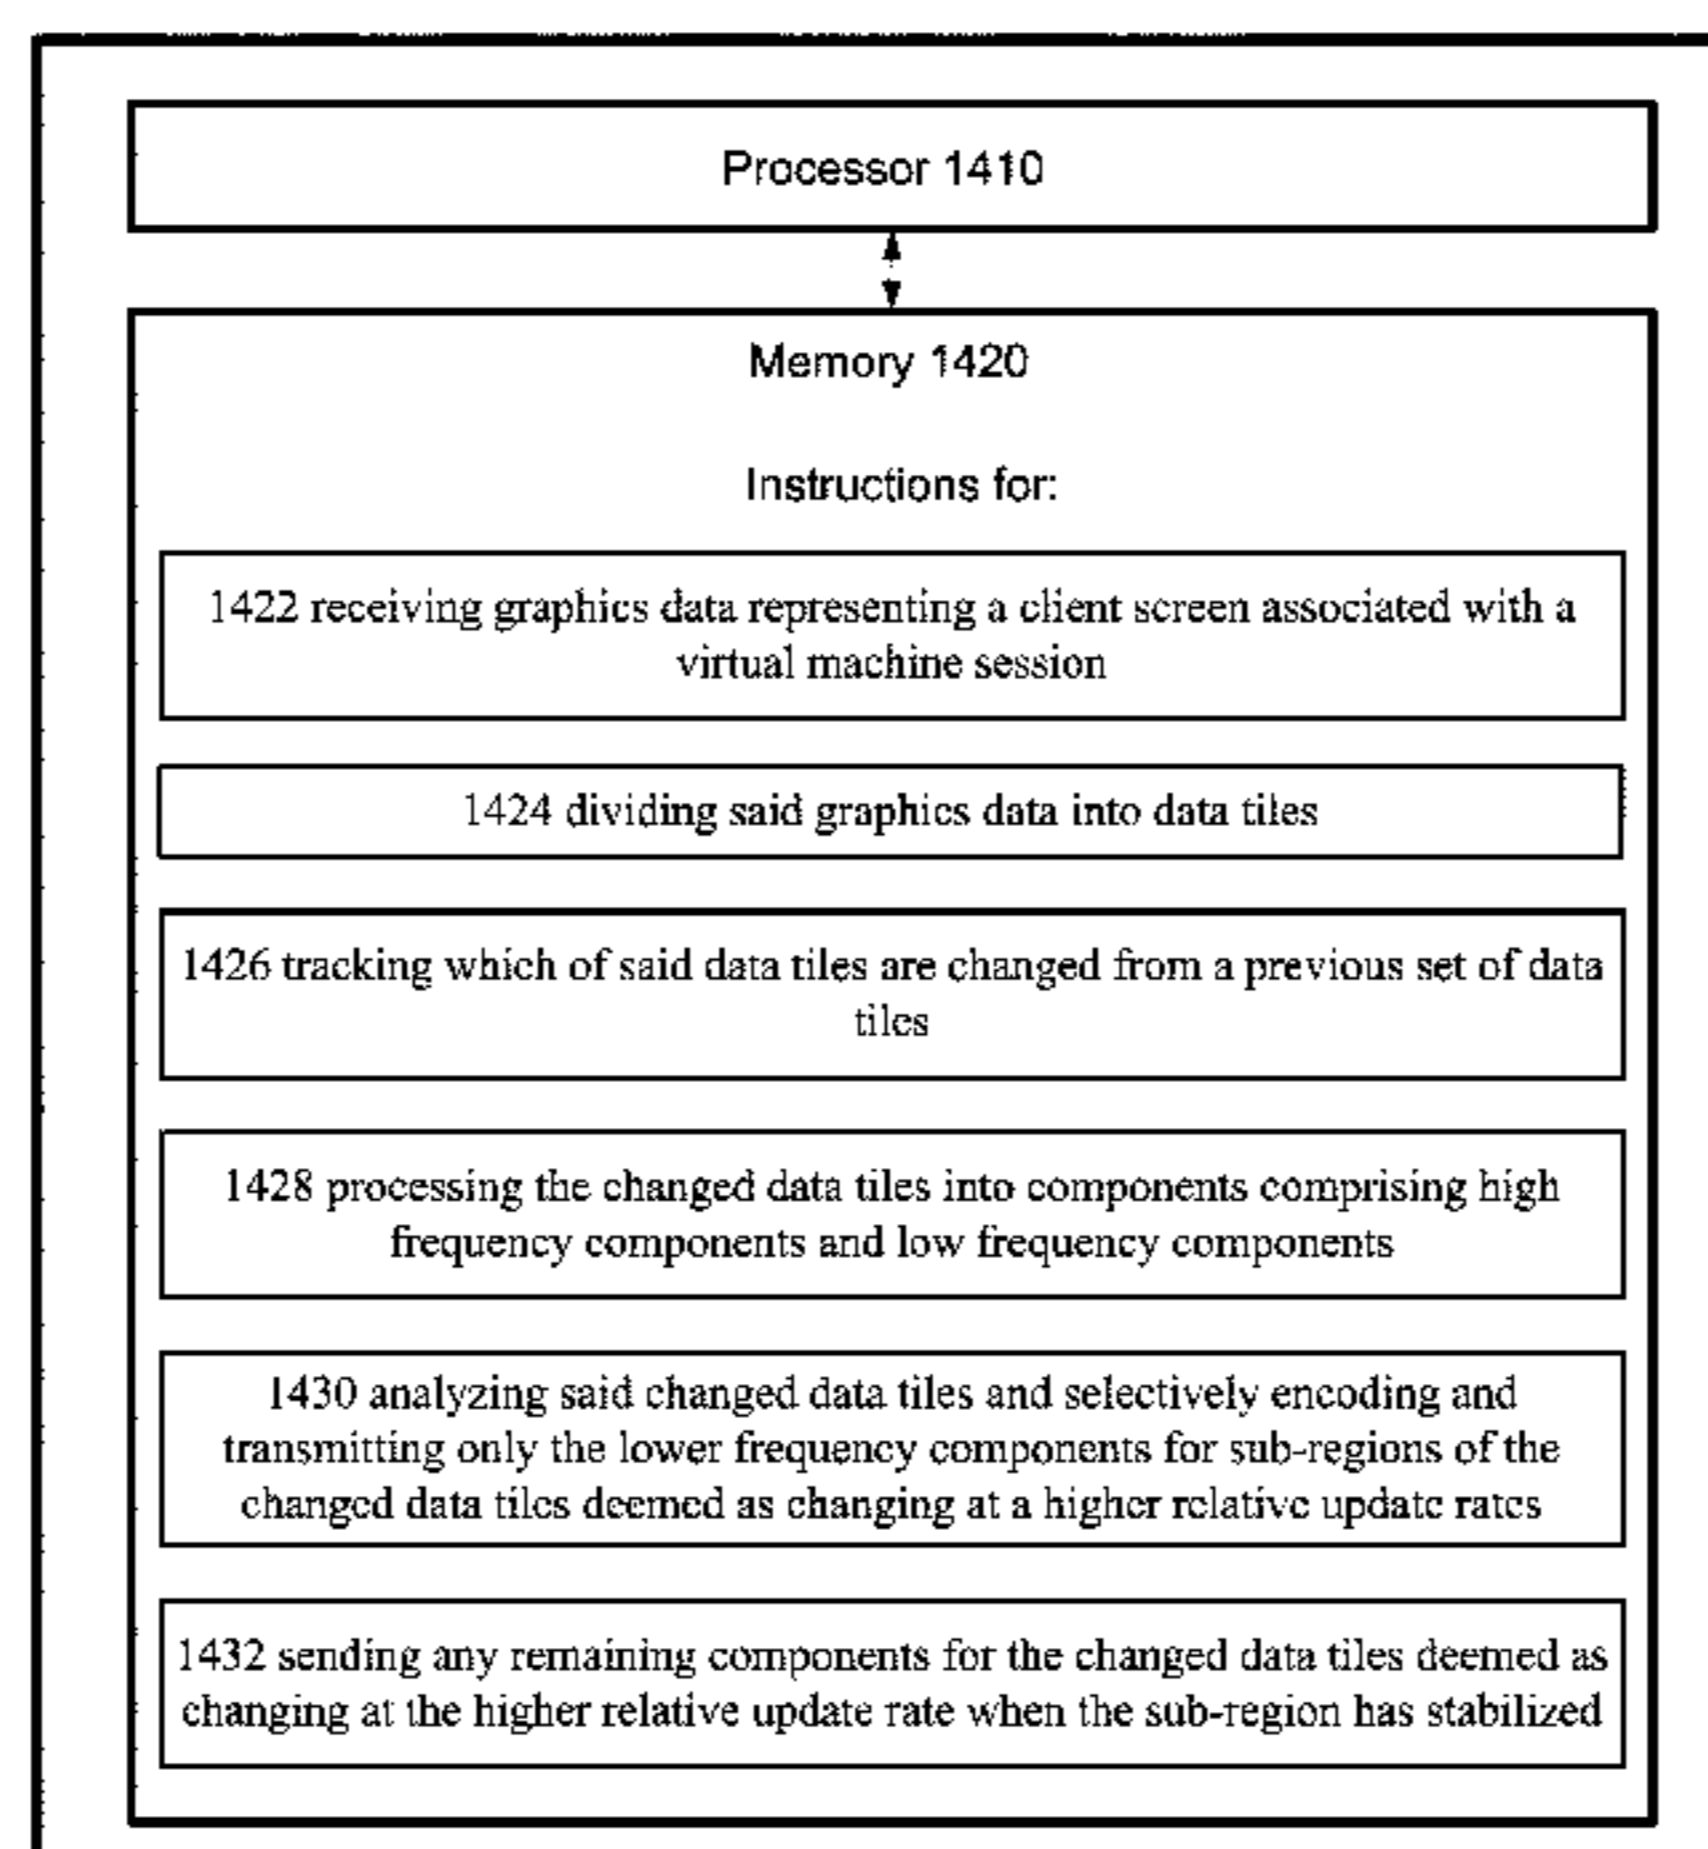 Processor 1410
Memory 1420
Instructions for:
1422 receiving graphics data representing a client screen associated with a
virtual machine session
1424 dividing said graphics data into data tiles
1426 tracking which of said data tiles are changed from a previous set of data
tiles
1428 processing the changed data tiles into components comprising high
frequency components and low frequency components
1430 analyzing said changed data tiles and selectively encoding and
transmitting only the lower frequency components for sub-regions of the
changed data tiles deemed as changing at a higher relative update rates
1432 sending any remaining components for the changed data tiles deemed as
changing at the higher relative update rate when the sub-region has stabilized